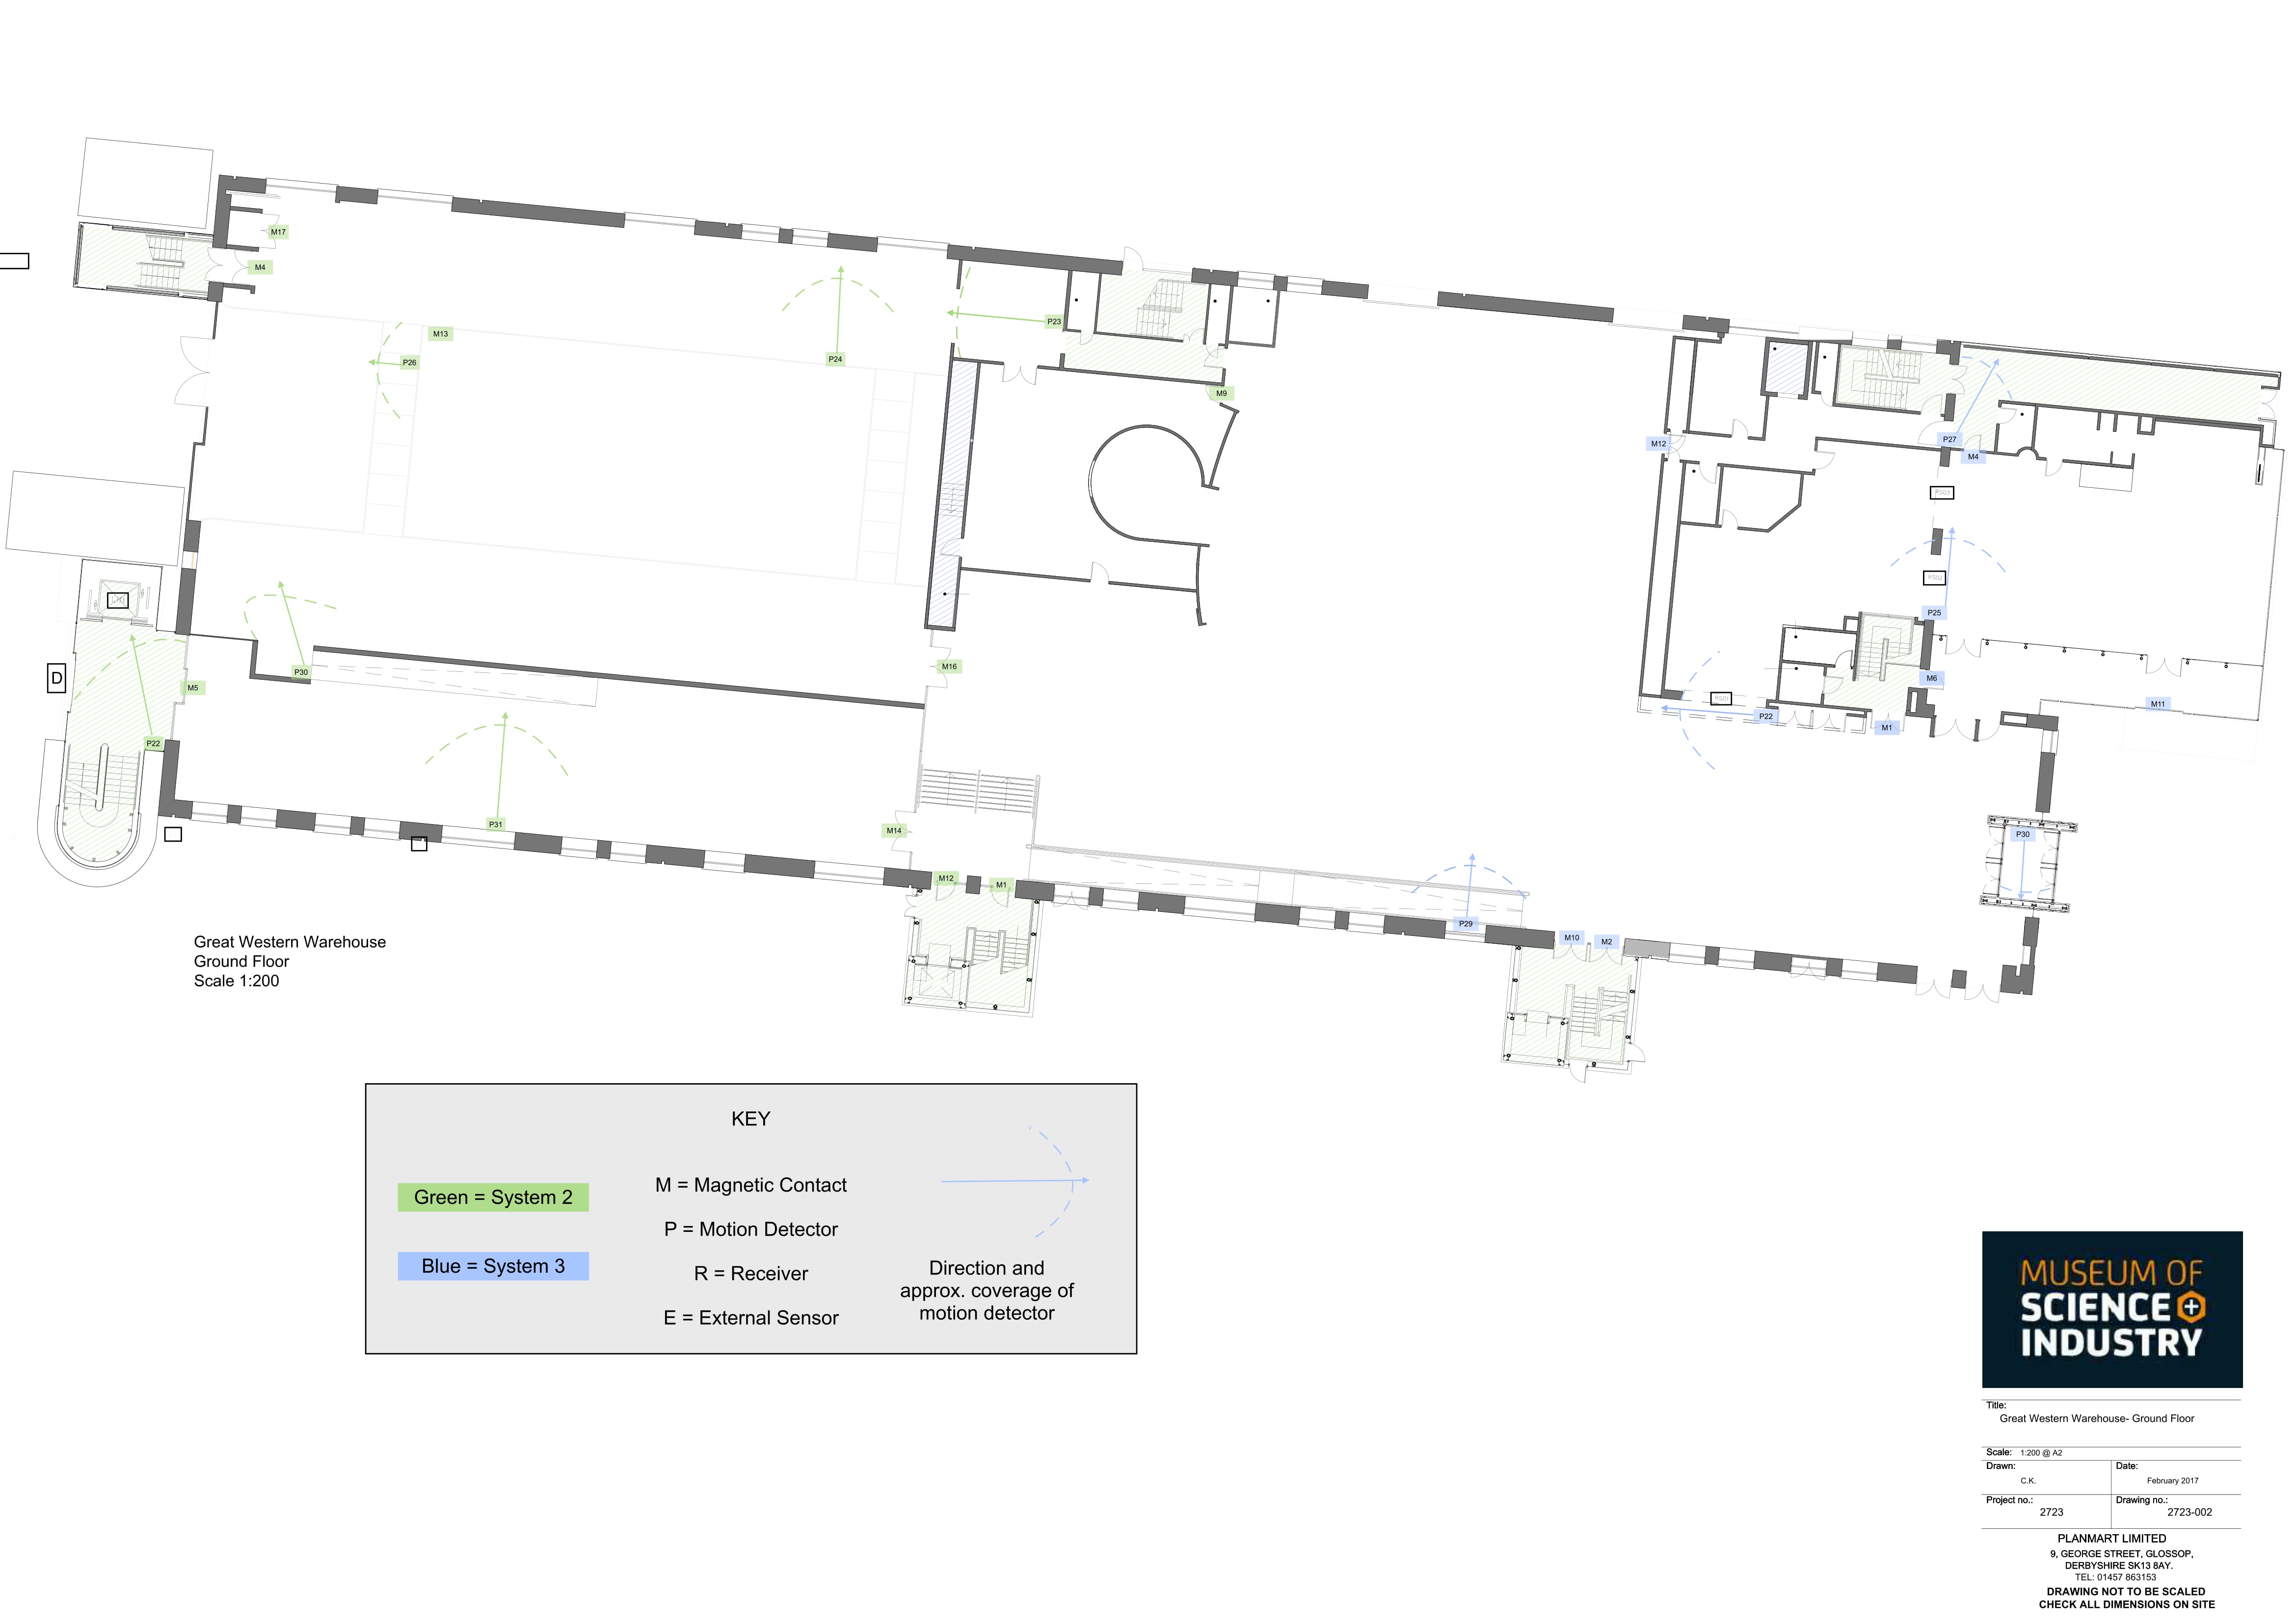 M17
M4
M13
P26
P24
P23
M9
M12
P27
M4
RS03
RS02
P25
P30
M16
M5
P22
D
M6
RS01
P22
M1
M11
P31
M14
M12
M1
P29
M10
M2
P30
Great Western Warehouse
Ground Floor
Scale 1:200
KEY
Green = System 2
Blue = System 3
M = Magnetic Contact
P = Motion Detector
R = Receiver
E = External Sensor
Direction and
approx. coverage of
motion detector
MUSEUM OF
SCIENCE
INDUSTRY
Title:
Great Western Warehouse- Ground Floor
Scale: 1:200 @ A2
Drawn: Date:
C.K. February 2017
Project no.: Drawing no.:
2723 2723-002
PLANMART LIMITED
9, GEORGE STREET, GLOSSOP,
DERBYSHIRE SK13 8AY.
TEL: 01457 863153
DRAWING NOT TO BE SCALED
CHECK ALL DIMENSIONS ON SITE